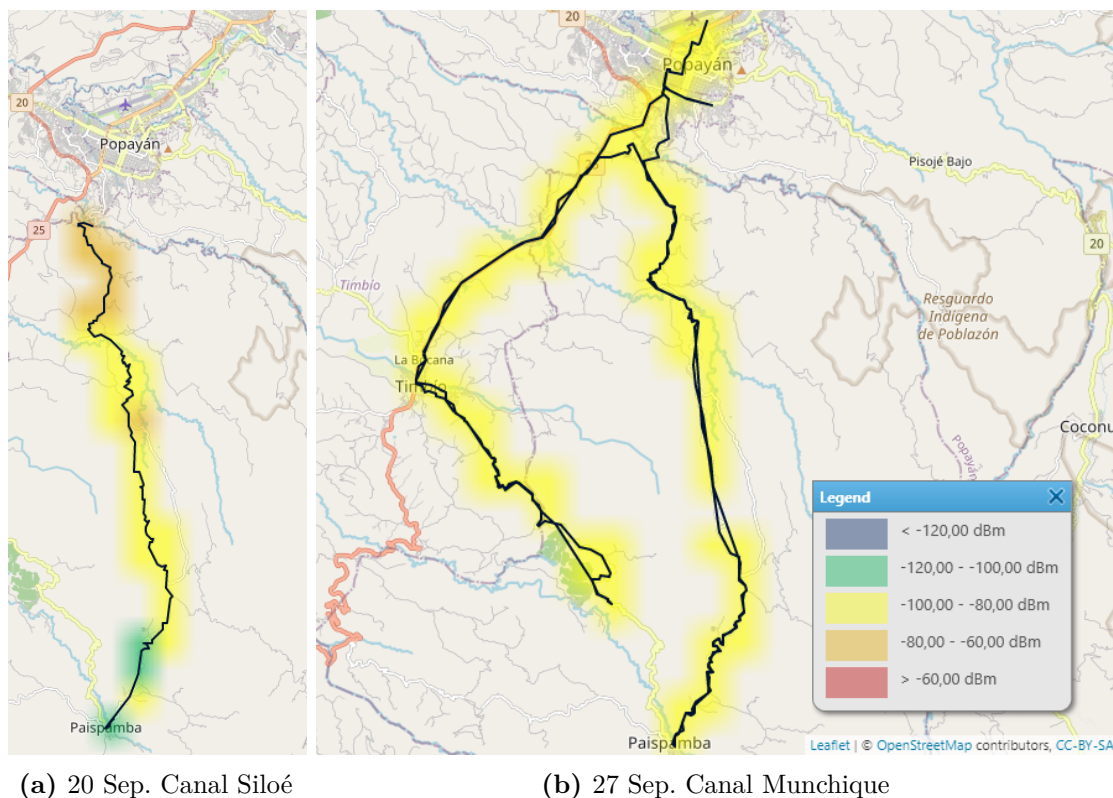 20
Popayán
25
Paispamba
20
Popayán
Pisojé Bajo
20
Timbío
Resguardo
Indígena
de Poblazón
La Bocana
Timbío
Popayán
Coconu
Legend
< -120,00 dBm
-120,00 - -100,00 dBm
-100,00 - -80,00 dBm
-80,00 - -60,00 dBm
> -60,00 dBm
Paispamba
Leaflet | © OpenStreetMap contributors, CC-BY-SA
(a) 20 Sep. Canal Siloé
(b) 27 Sep. Canal Munchique